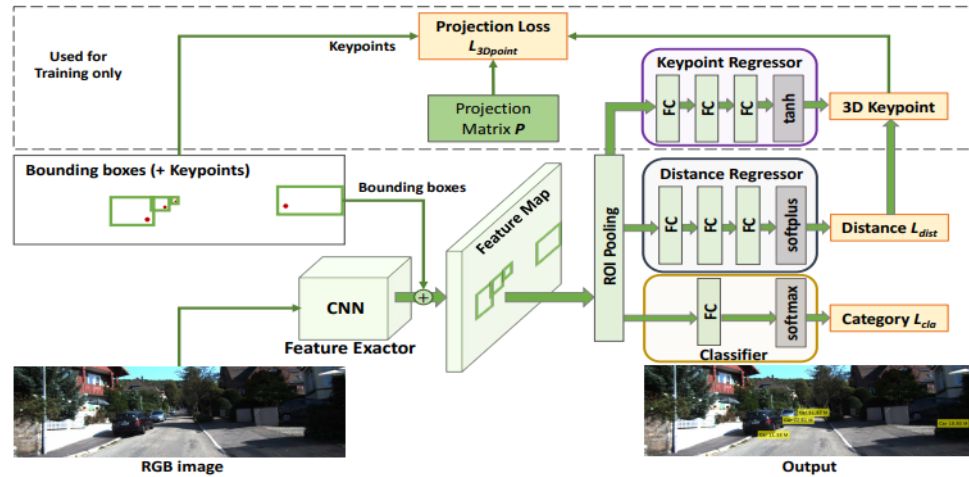 Used for
Training only
Keypoints
Projection Loss
L3Dpoint
Projection
Matrix P
Keypoint Regressor
FC
FC
FC
tanh
3D Keypoint
Bounding boxes (+ Keypoints)
Bounding boxes
CNN
Feature Exactor
+
Feature Map
ROI Pooling
Distance Regressor
FC
FC
FC
softplus
Distance Ldist
FC
softmax
Classifier
Category Lcla
RGB image
Output